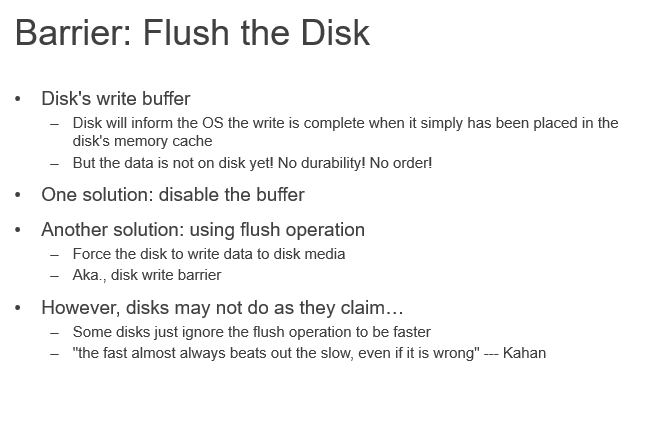 Barrier: Flush the Disk
• Disk's write buffer
– Disk will inform the OS the write is complete when it simply has been placed in the
disk's memory cache
– But the data is not on disk yet! No durability! No order!
• One solution: disable the buffer
• Another solution: using flush operation
– Force the disk to write data to disk media
– Aka., disk write barrier
• However, disks may not do as they claim…
– Some disks just ignore the flush operation to be faster
– "the fast almost always beats out the slow, even if it is wrong" --- Kahan